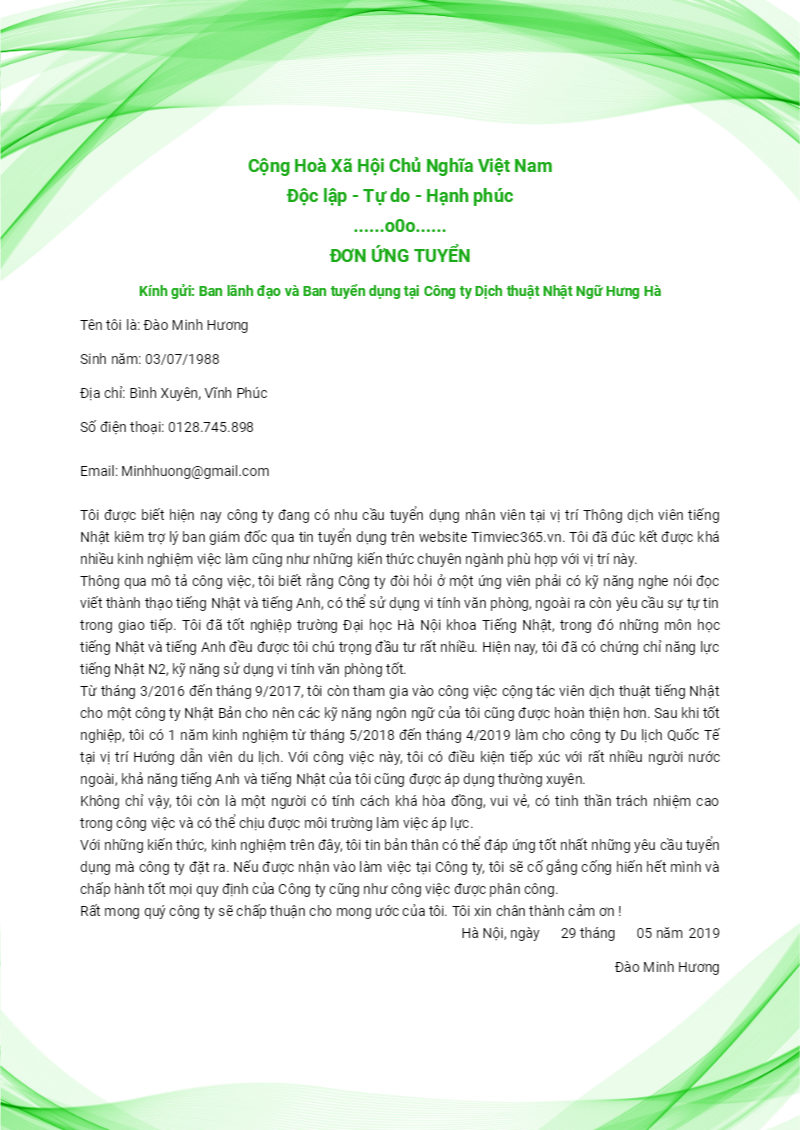 Cộng Hoà Xã Hội Chủ Nghĩa Việt Nam
Độc lập - Tự do - Hạnh phúc
......o0o......
ĐƠN ỨNG TUYỂN
Kính gửi: Ban lãnh đạo và Ban tuyển dụng tại Công ty Dịch thuật Nhật Ngữ Hưng Hà
Tên tôi là: Đào Minh Hương
Sinh năm: 03/07/1988
Địa chỉ: Bình Xuyên, Vĩnh Phúc
Số điện thoại: 0128.745.898
Email: Minhhuong@gmail.com
Tôi được biết hiện nay công ty đang có nhu cầu tuyển dụng nhân viên tại vị trí Thông dịch viên tiếng
Nhật kiêm trợ lý ban giám đốc qua tin tuyển dụng trên website Timviec365.vn. Tôi đã đúc kết được khá
nhiều kinh nghiệm việc làm cũng như những kiến thức chuyên ngành phù hợp với vị trí này.
Thông qua mô tả công việc, tôi biết rằng Công ty đòi hỏi ở một ứng viên phải có kỹ năng nghe nói đọc
viết thành thạo tiếng Nhật và tiếng Anh, có thể sử dụng vi tính văn phòng, ngoài ra còn yêu cầu sự tự tin
trong giao tiếp. Tôi đã tốt nghiệp trường Đại học Hà Nội khoa Tiếng Nhật, trong đó những môn học
tiếng Nhật và tiếng Anh đều được tôi chú trọng đầu tư rất nhiều. Hiện nay, tôi đã có chứng chỉ năng lực
tiếng Nhật N2, kỹ năng sử dụng vi tính văn phòng tốt.
Từ tháng 3/2016 đến tháng 9/2017, tôi còn tham gia vào công việc cộng tác viên dịch thuật tiếng Nhật
cho một công ty Nhật Bản cho nên các kỹ năng ngôn ngữ của tôi cũng được hoàn thiện hơn. Sau khi tốt
nghiệp, tôi có 1 năm kinh nghiệm từ tháng 5/2018 đến tháng 4/2019 làm cho công ty Du lịch Quốc Tế
tại vị trí Hướng dẫn viên du lịch. Với công việc này, tôi có điều kiện tiếp xúc với rất nhiều người nước
ngoài, khả năng tiếng Anh và tiếng Nhật của tôi cũng được áp dụng thường xuyên.
Không chỉ vậy, tôi còn là một người có tính cách khá hòa đồng, vui vẻ, có tinh thần trách nhiệm cao
trong công việc và có thể chịu được môi trường làm việc áp lực.
Với những kiến thức, kinh nghiệm trên đây, tôi tin bản thân có thể đáp ứng tốt nhất những yêu cầu tuyển
dụng mà công ty đặt ra. Nếu được nhận vào làm việc tại Công ty, tôi sẽ cố gắng cống hiến hết mình và
chấp hành tốt mọi quy định của Công ty cũng như công việc được phân công.
Rất mong quý công ty sẽ chấp thuận cho mong ước của tôi. Tôi xin chân thành cảm ơn !
Hà Nội, ngày 29 tháng 05 năm 2019
Đào Minh Hương